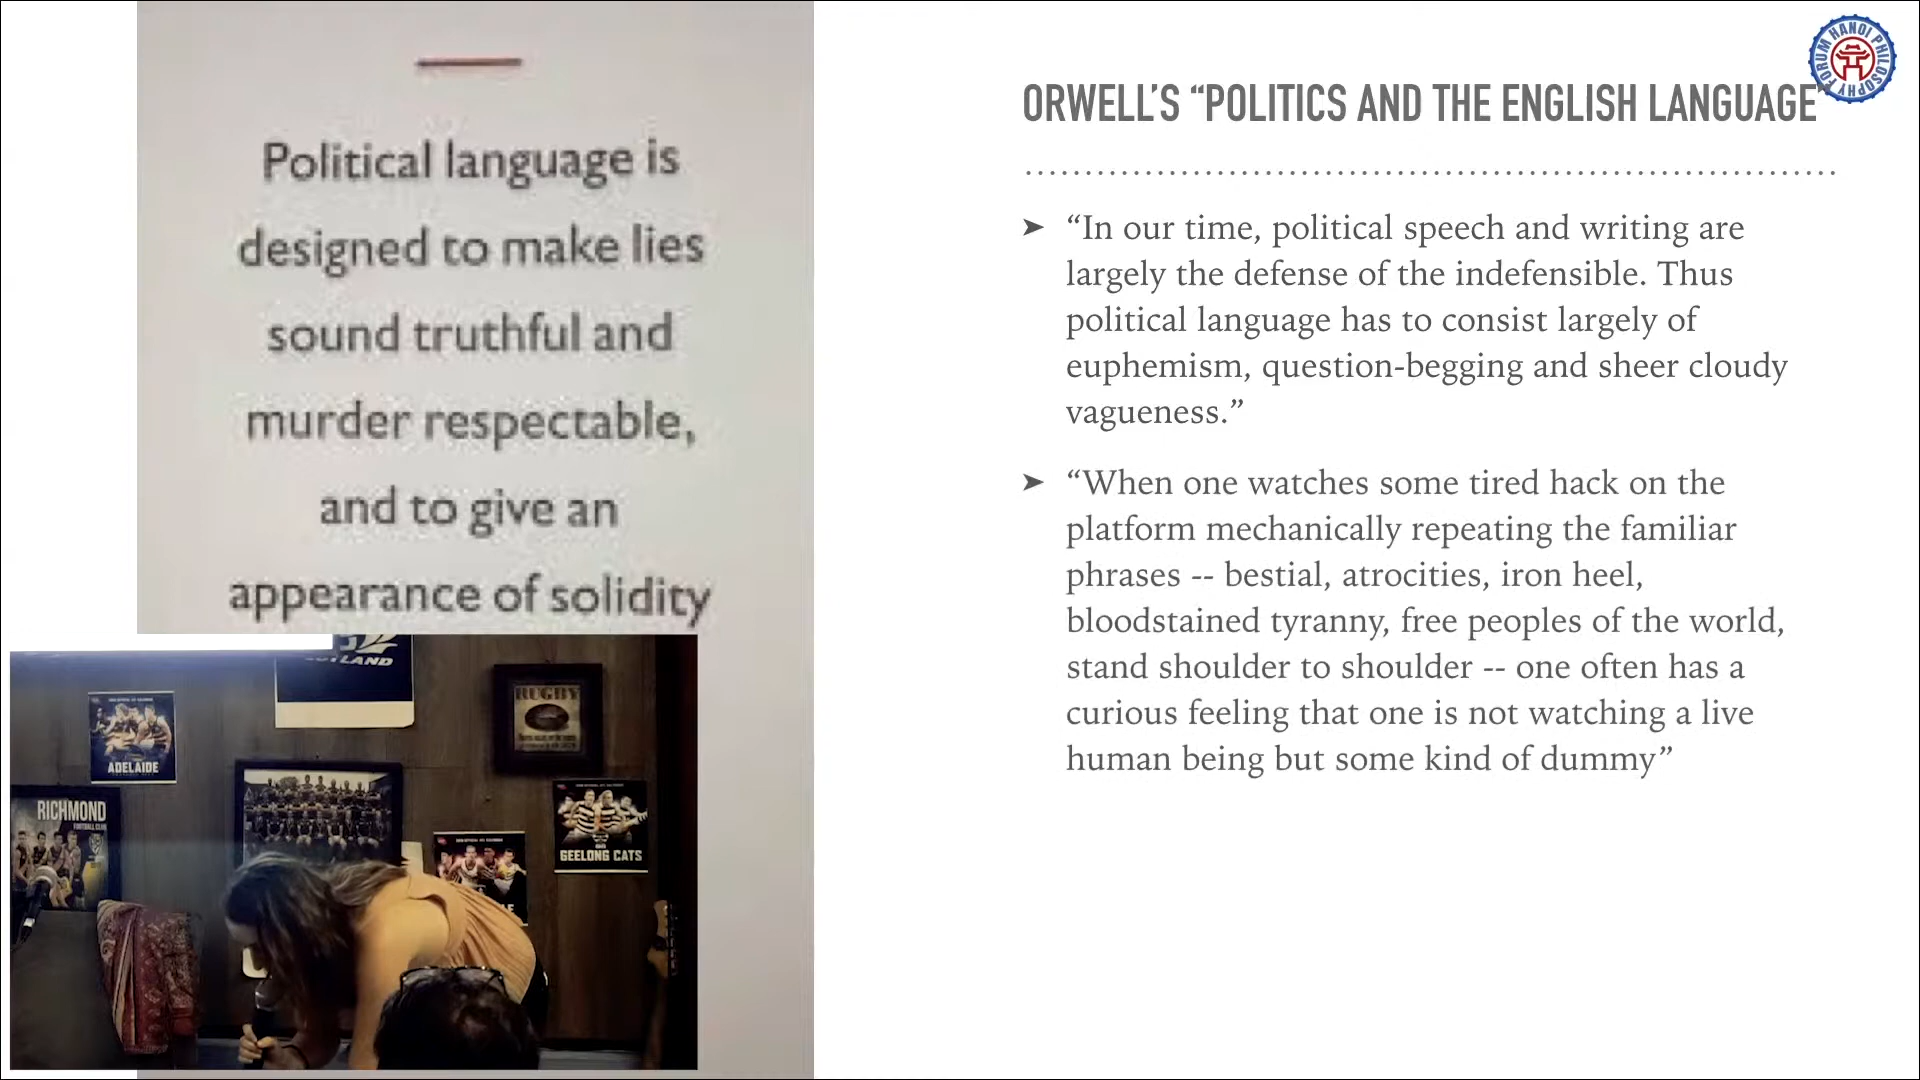 Political language is
designed to make lies
sound truthful and
murder respectable,
and to give an
appearance of solidity
FORUM HANOI PHILOSOPHY
ORWELL’S “POLITICS AND THE ENGLISH LANGUAGE”
➤ “In our time, political speech and writing are
largely the defense of the indefensible. Thus
political language has to consist largely of
euphemism, question-begging and sheer cloudy
vagueness.”
➤ “When one watches some tired hack on the
platform mechanically repeating the familiar
phrases -- bestial, atrocities, iron heel,
bloodstained tyranny, free peoples of the world,
stand shoulder to shoulder -- one often has a
curious feeling that one is not watching a live
human being but some kind of dummy”
RUGBY
ADELAIDE
RICHMOND
FOOTBALL CLUB
GEELONG CATS